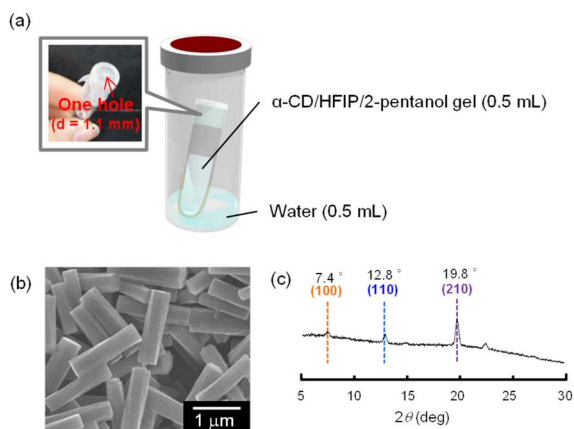 (a)
One hole
(d = 1.1 mm)
α-CD/HFIP/2-pentanol gel (0.5 mL)
Water (0.5 mL)
(b)
1 μm
(c)
7.4 ° 12.8 ° 19.8 °
(100) (110) (210)
5 10 15 20 25 30
2θ (deg)